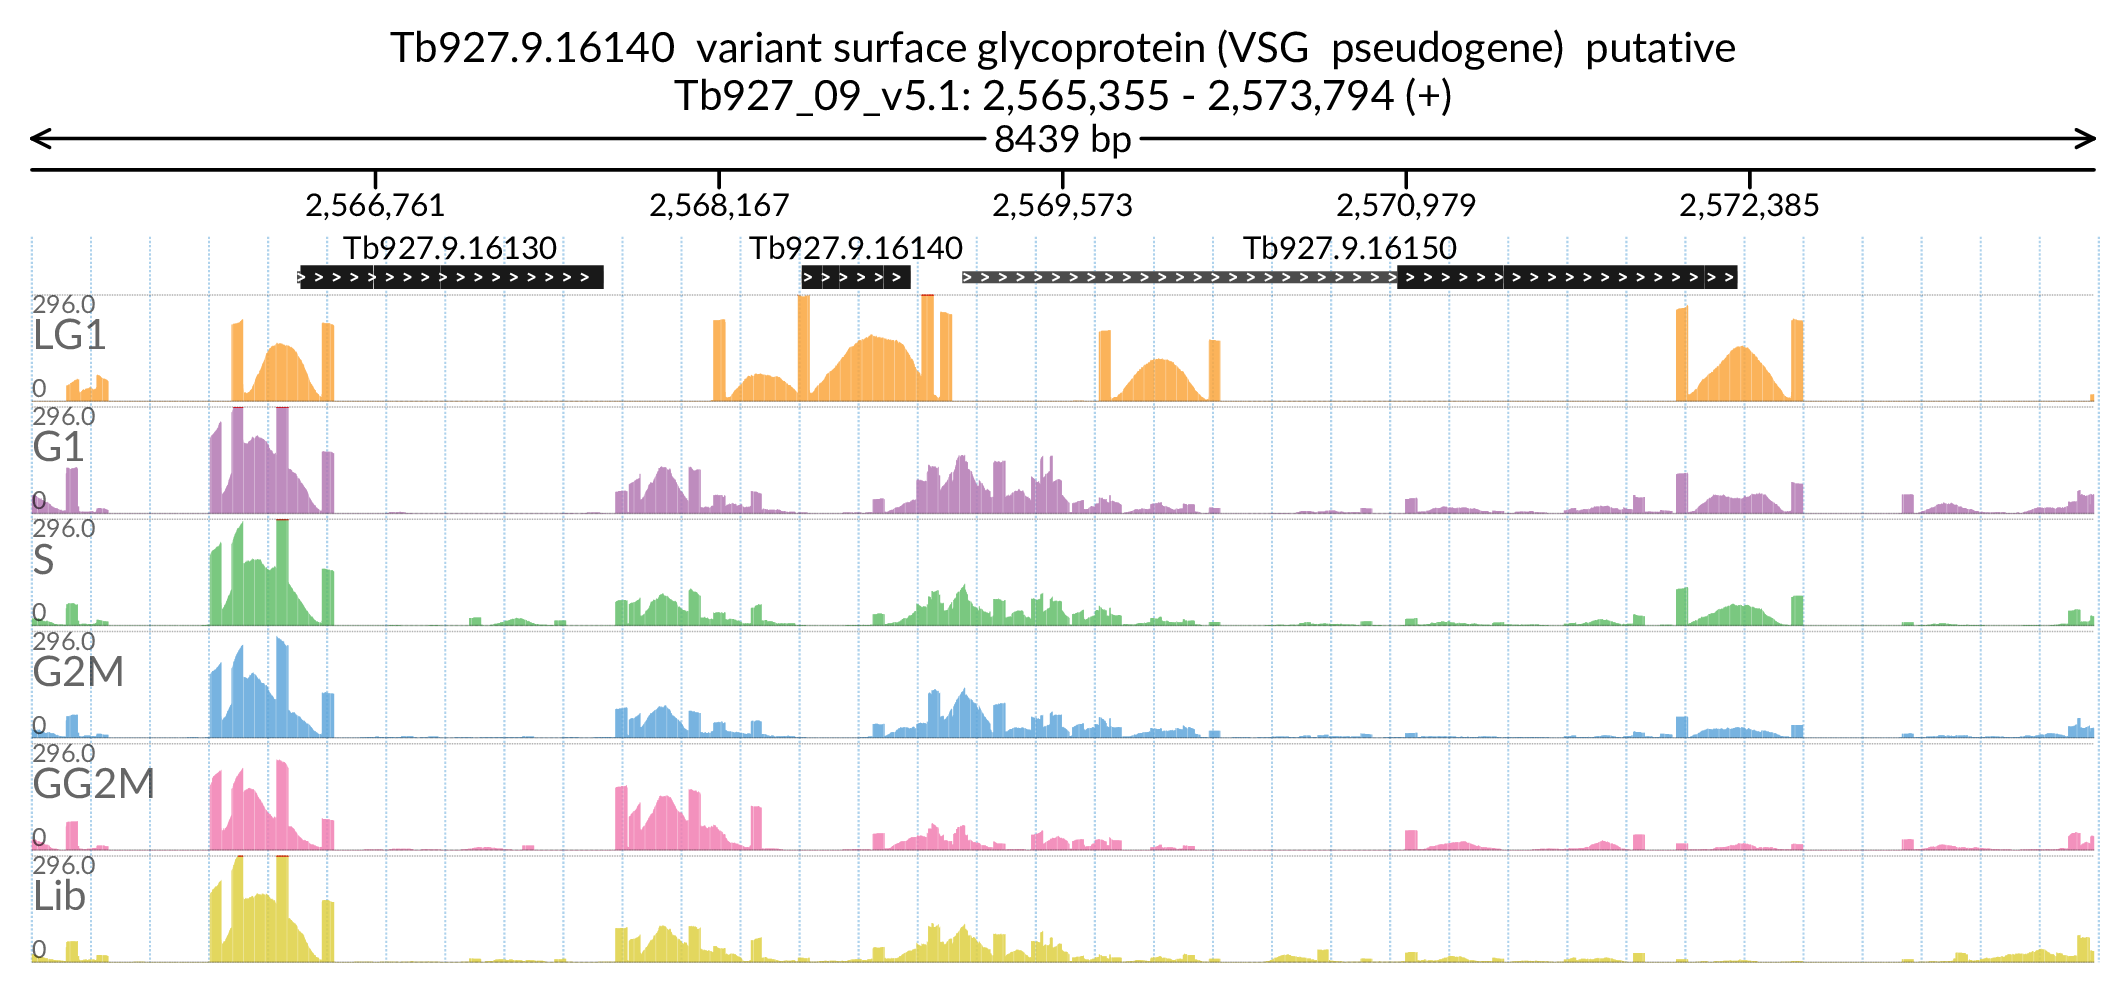 Tb927.9.16140 variant surface glycoprotein (VSG pseudogene) putative
Tb927_09_v5.1: 2,565,355 - 2,573,794 (+)
8439 bp
2,566,761 2,568,167 2,569,573 2,570,979 2,572,385
Tb927.9.16130 Tb927.9.16140 Tb927.9.16150
296.0
LG1
0
296.0
G1
0
296.0
S
0
296.0
G2M
0
296.0
GG2M
0
296.0
Lib
0